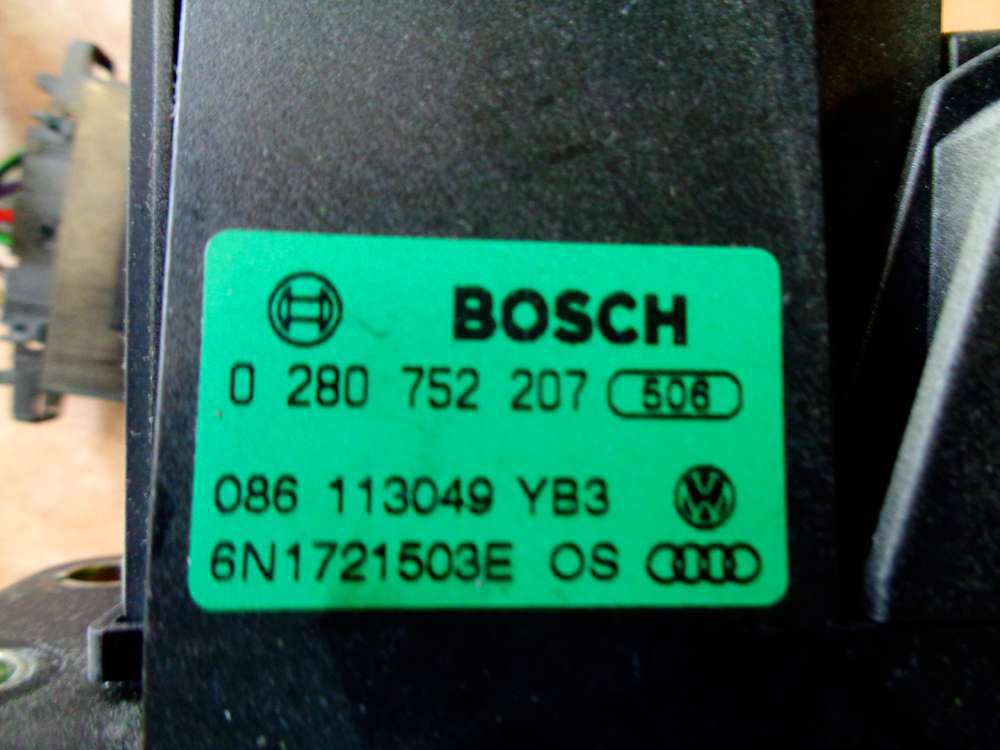 BOSCH
0 280 752 207 506
086 113049 YB3
6N1721503E OS